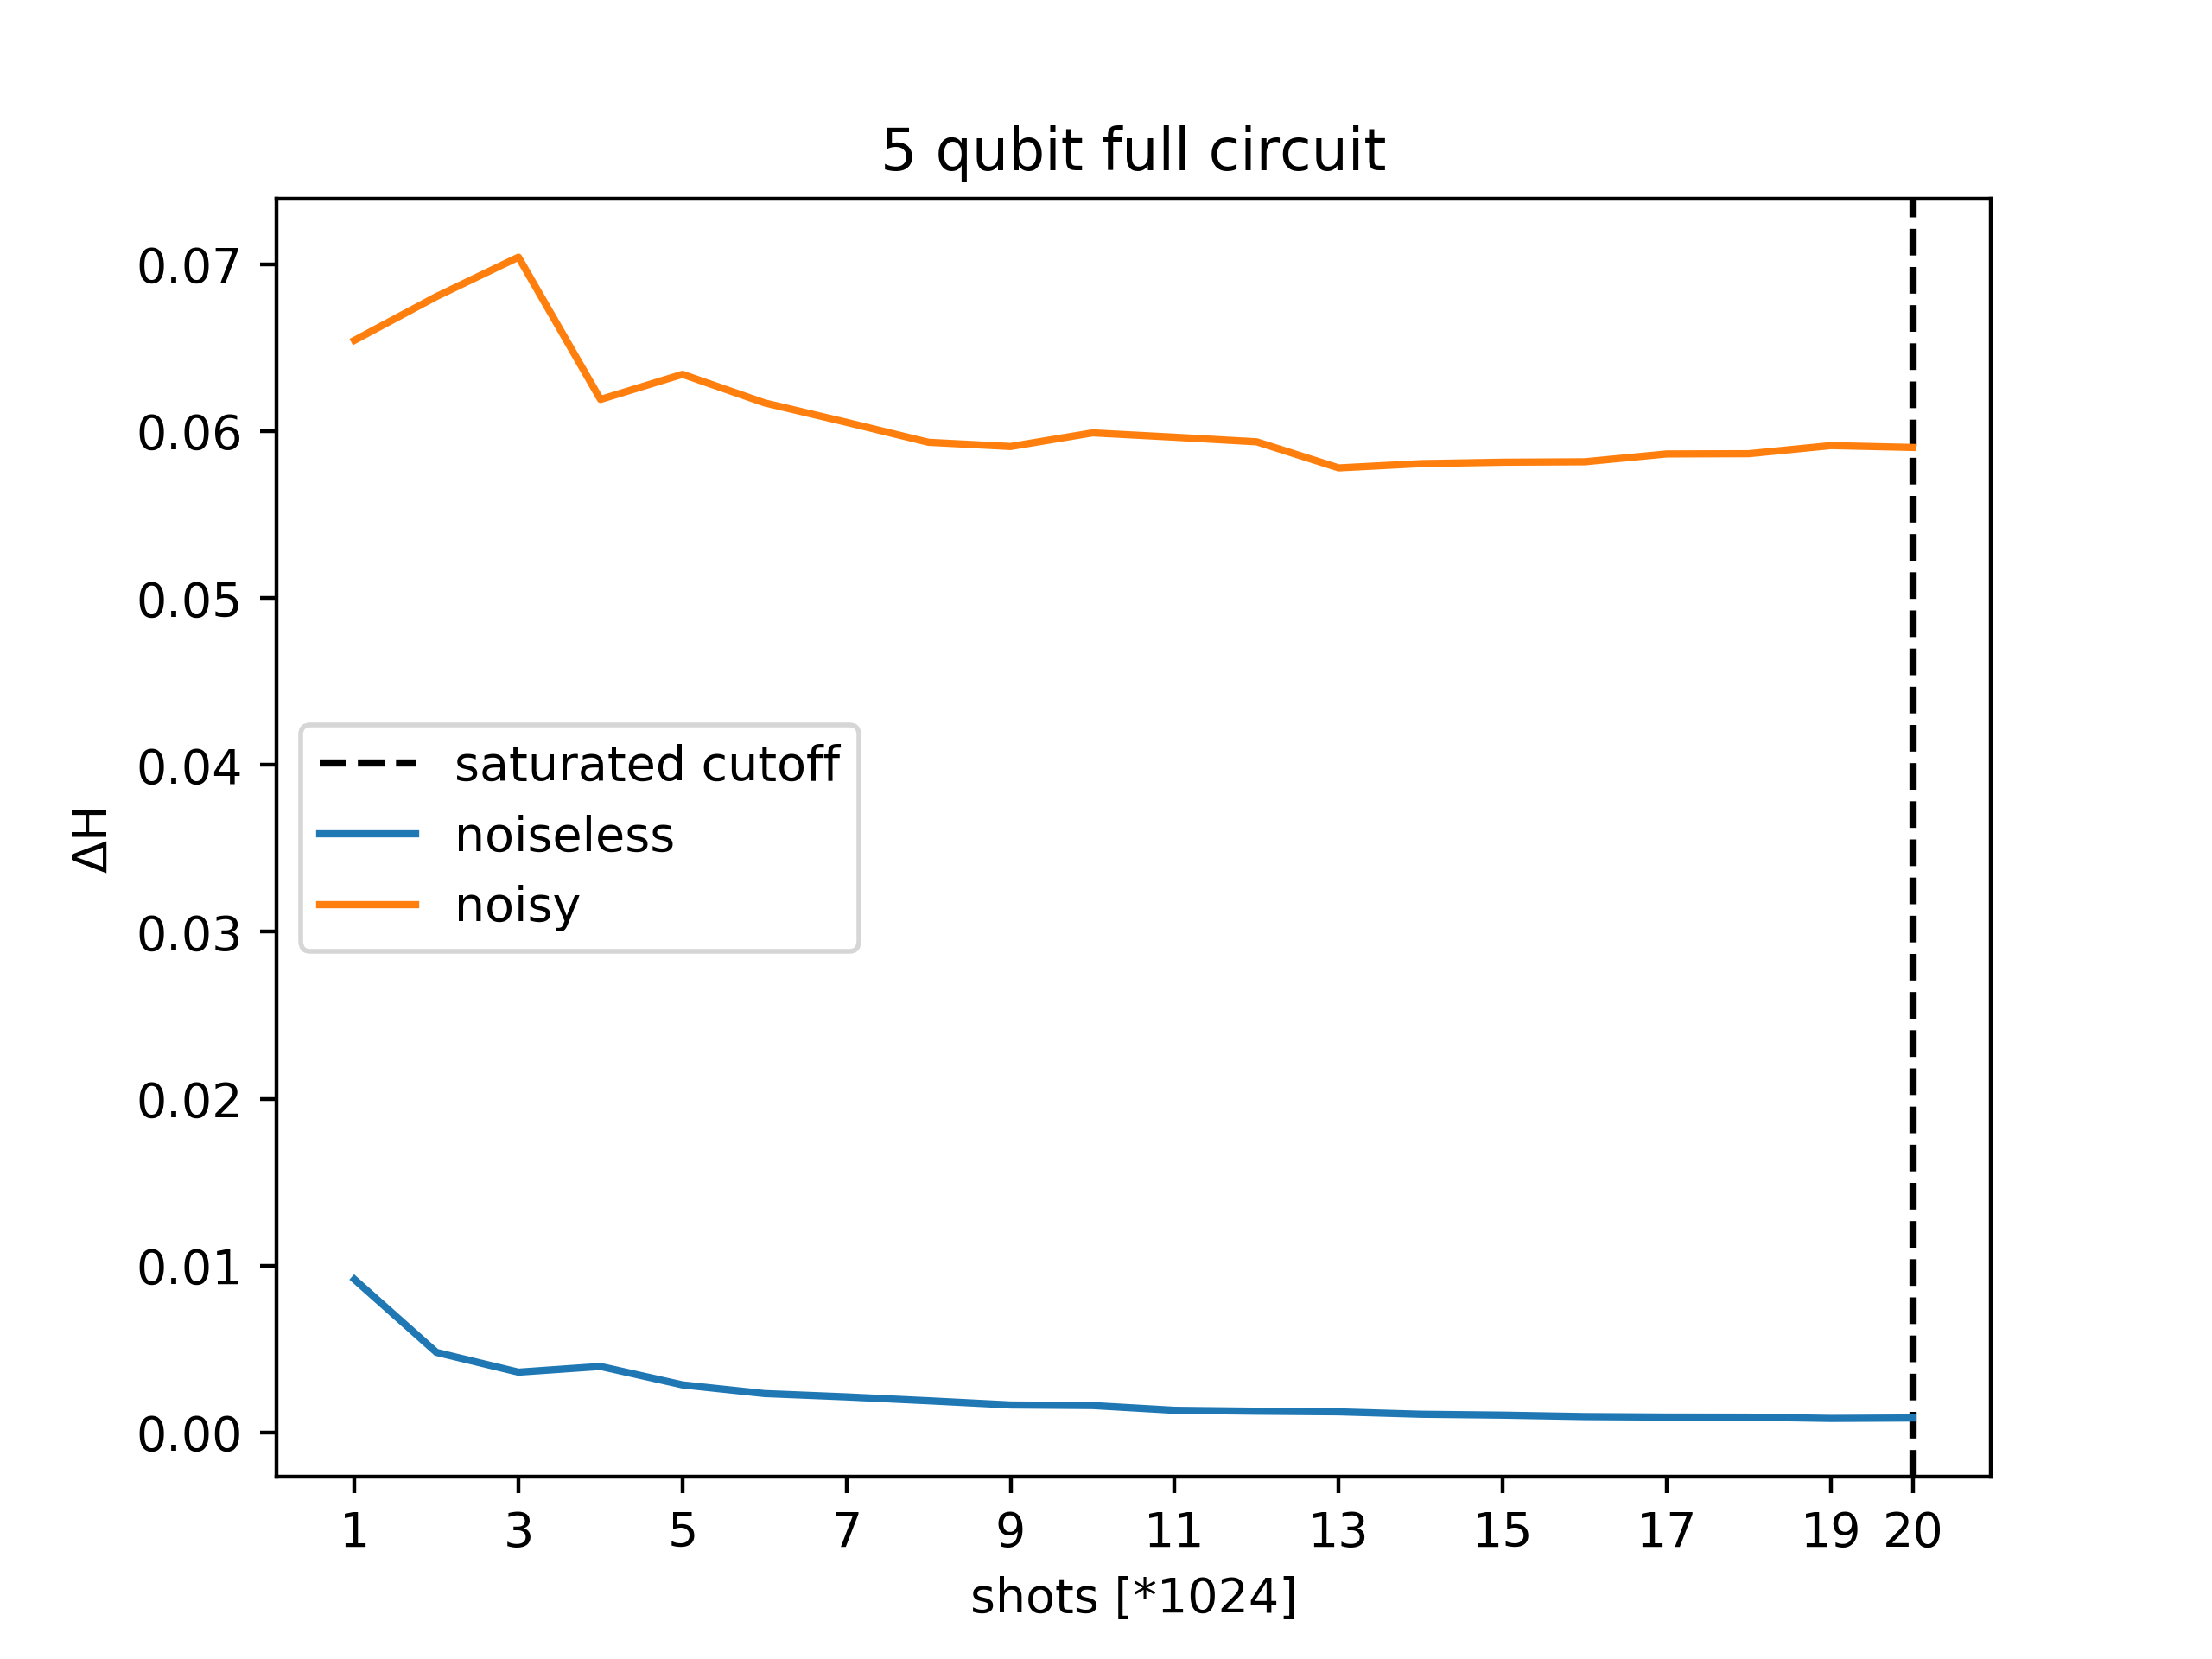 5 qubit full circuit
0.07
0.06
0.05
0.04
0.03
0.02
0.01
0.00
ΔH
saturated cutoff
noiseless
noisy
1 3 5 7 9 11 13 15 17 19 20
shots [*1024]